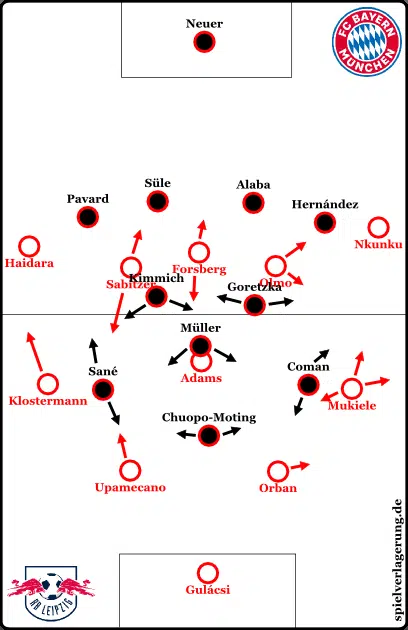 Neuer
FC BAYERN
MÜNCHEN
Süle
Alaba
Pavard
Hernández
Nkunku
Haidara
Forsberg
Kimmich
Sabitzer
Olmo
Goretzka
Müller
Sané
Coman
Adams
Klostermann
Mukiele
Chuopo-Moting
Upamecano
Orban
spielverlagerung.de
Gulácsi
RB LEIPZIG